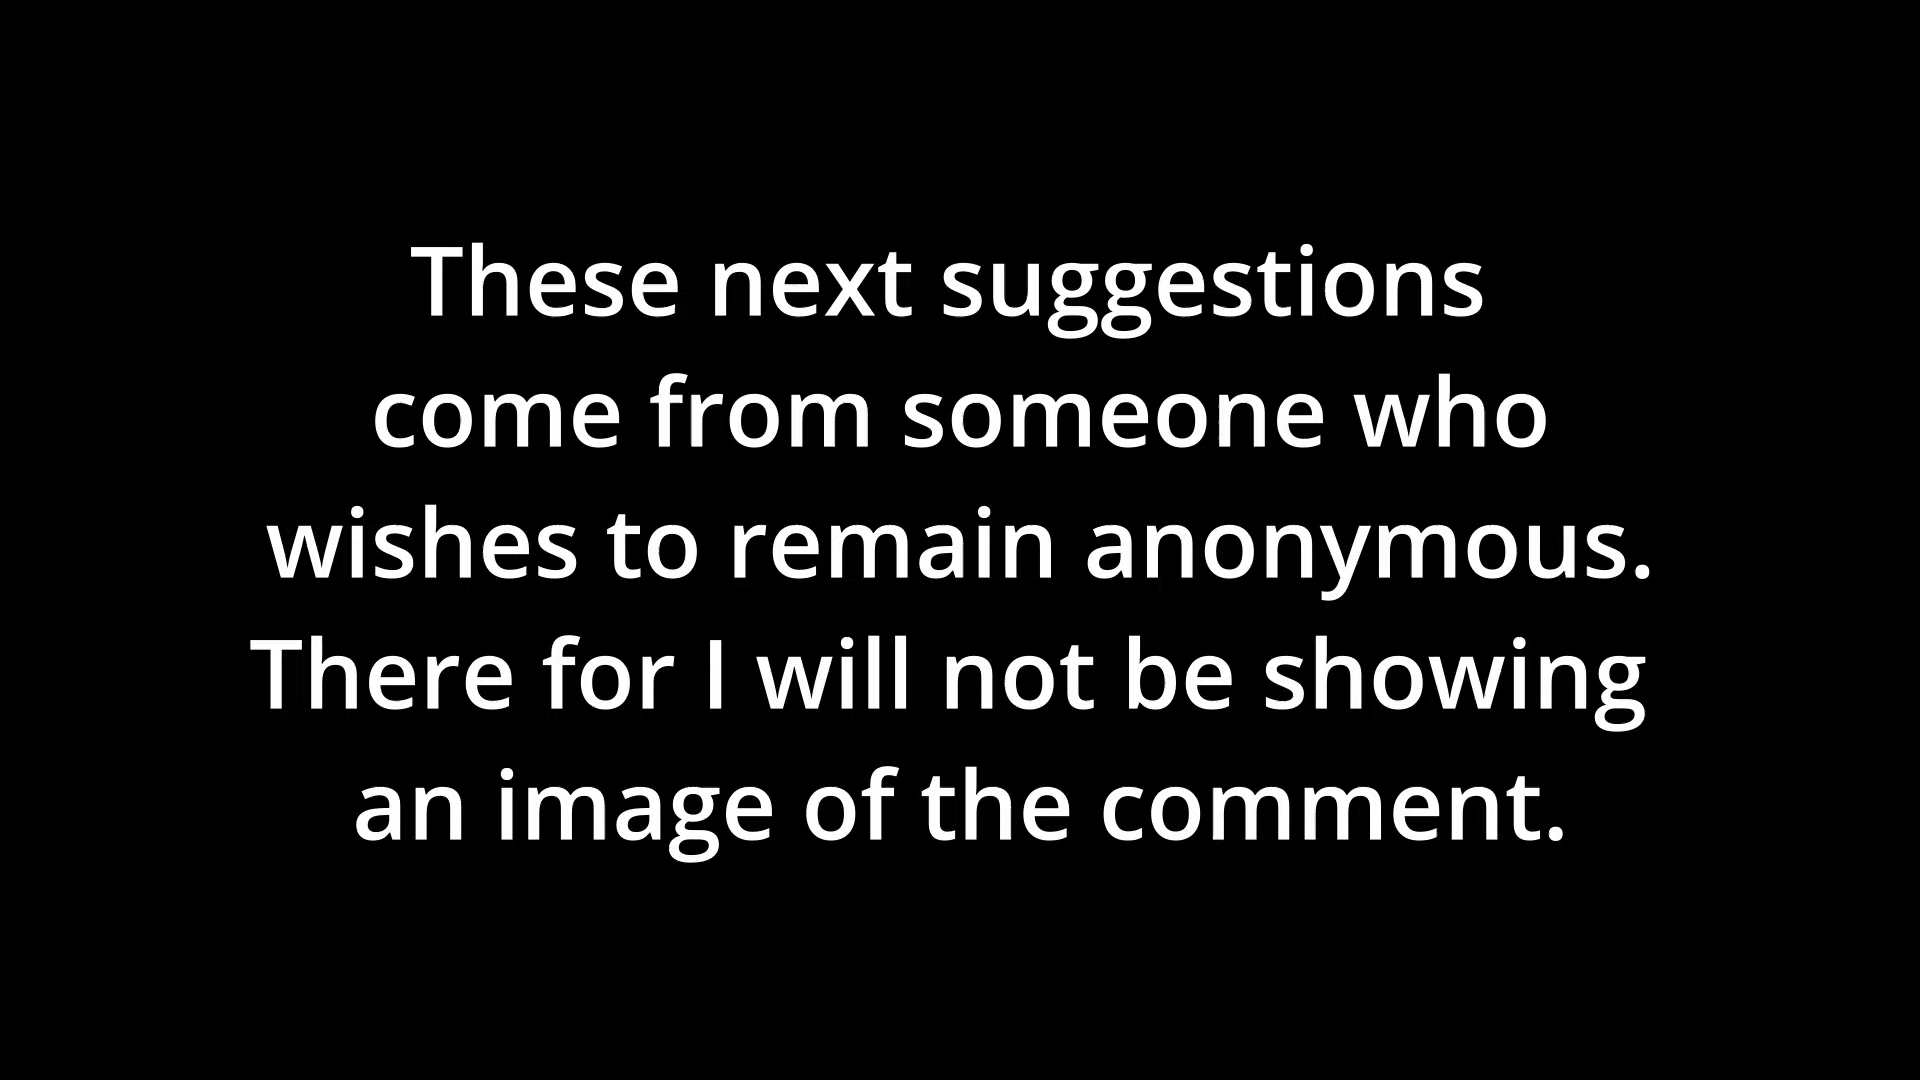 These next suggestions
come from someone who
wishes to remain anonymous.
There for I will not be showing
an image of the comment.